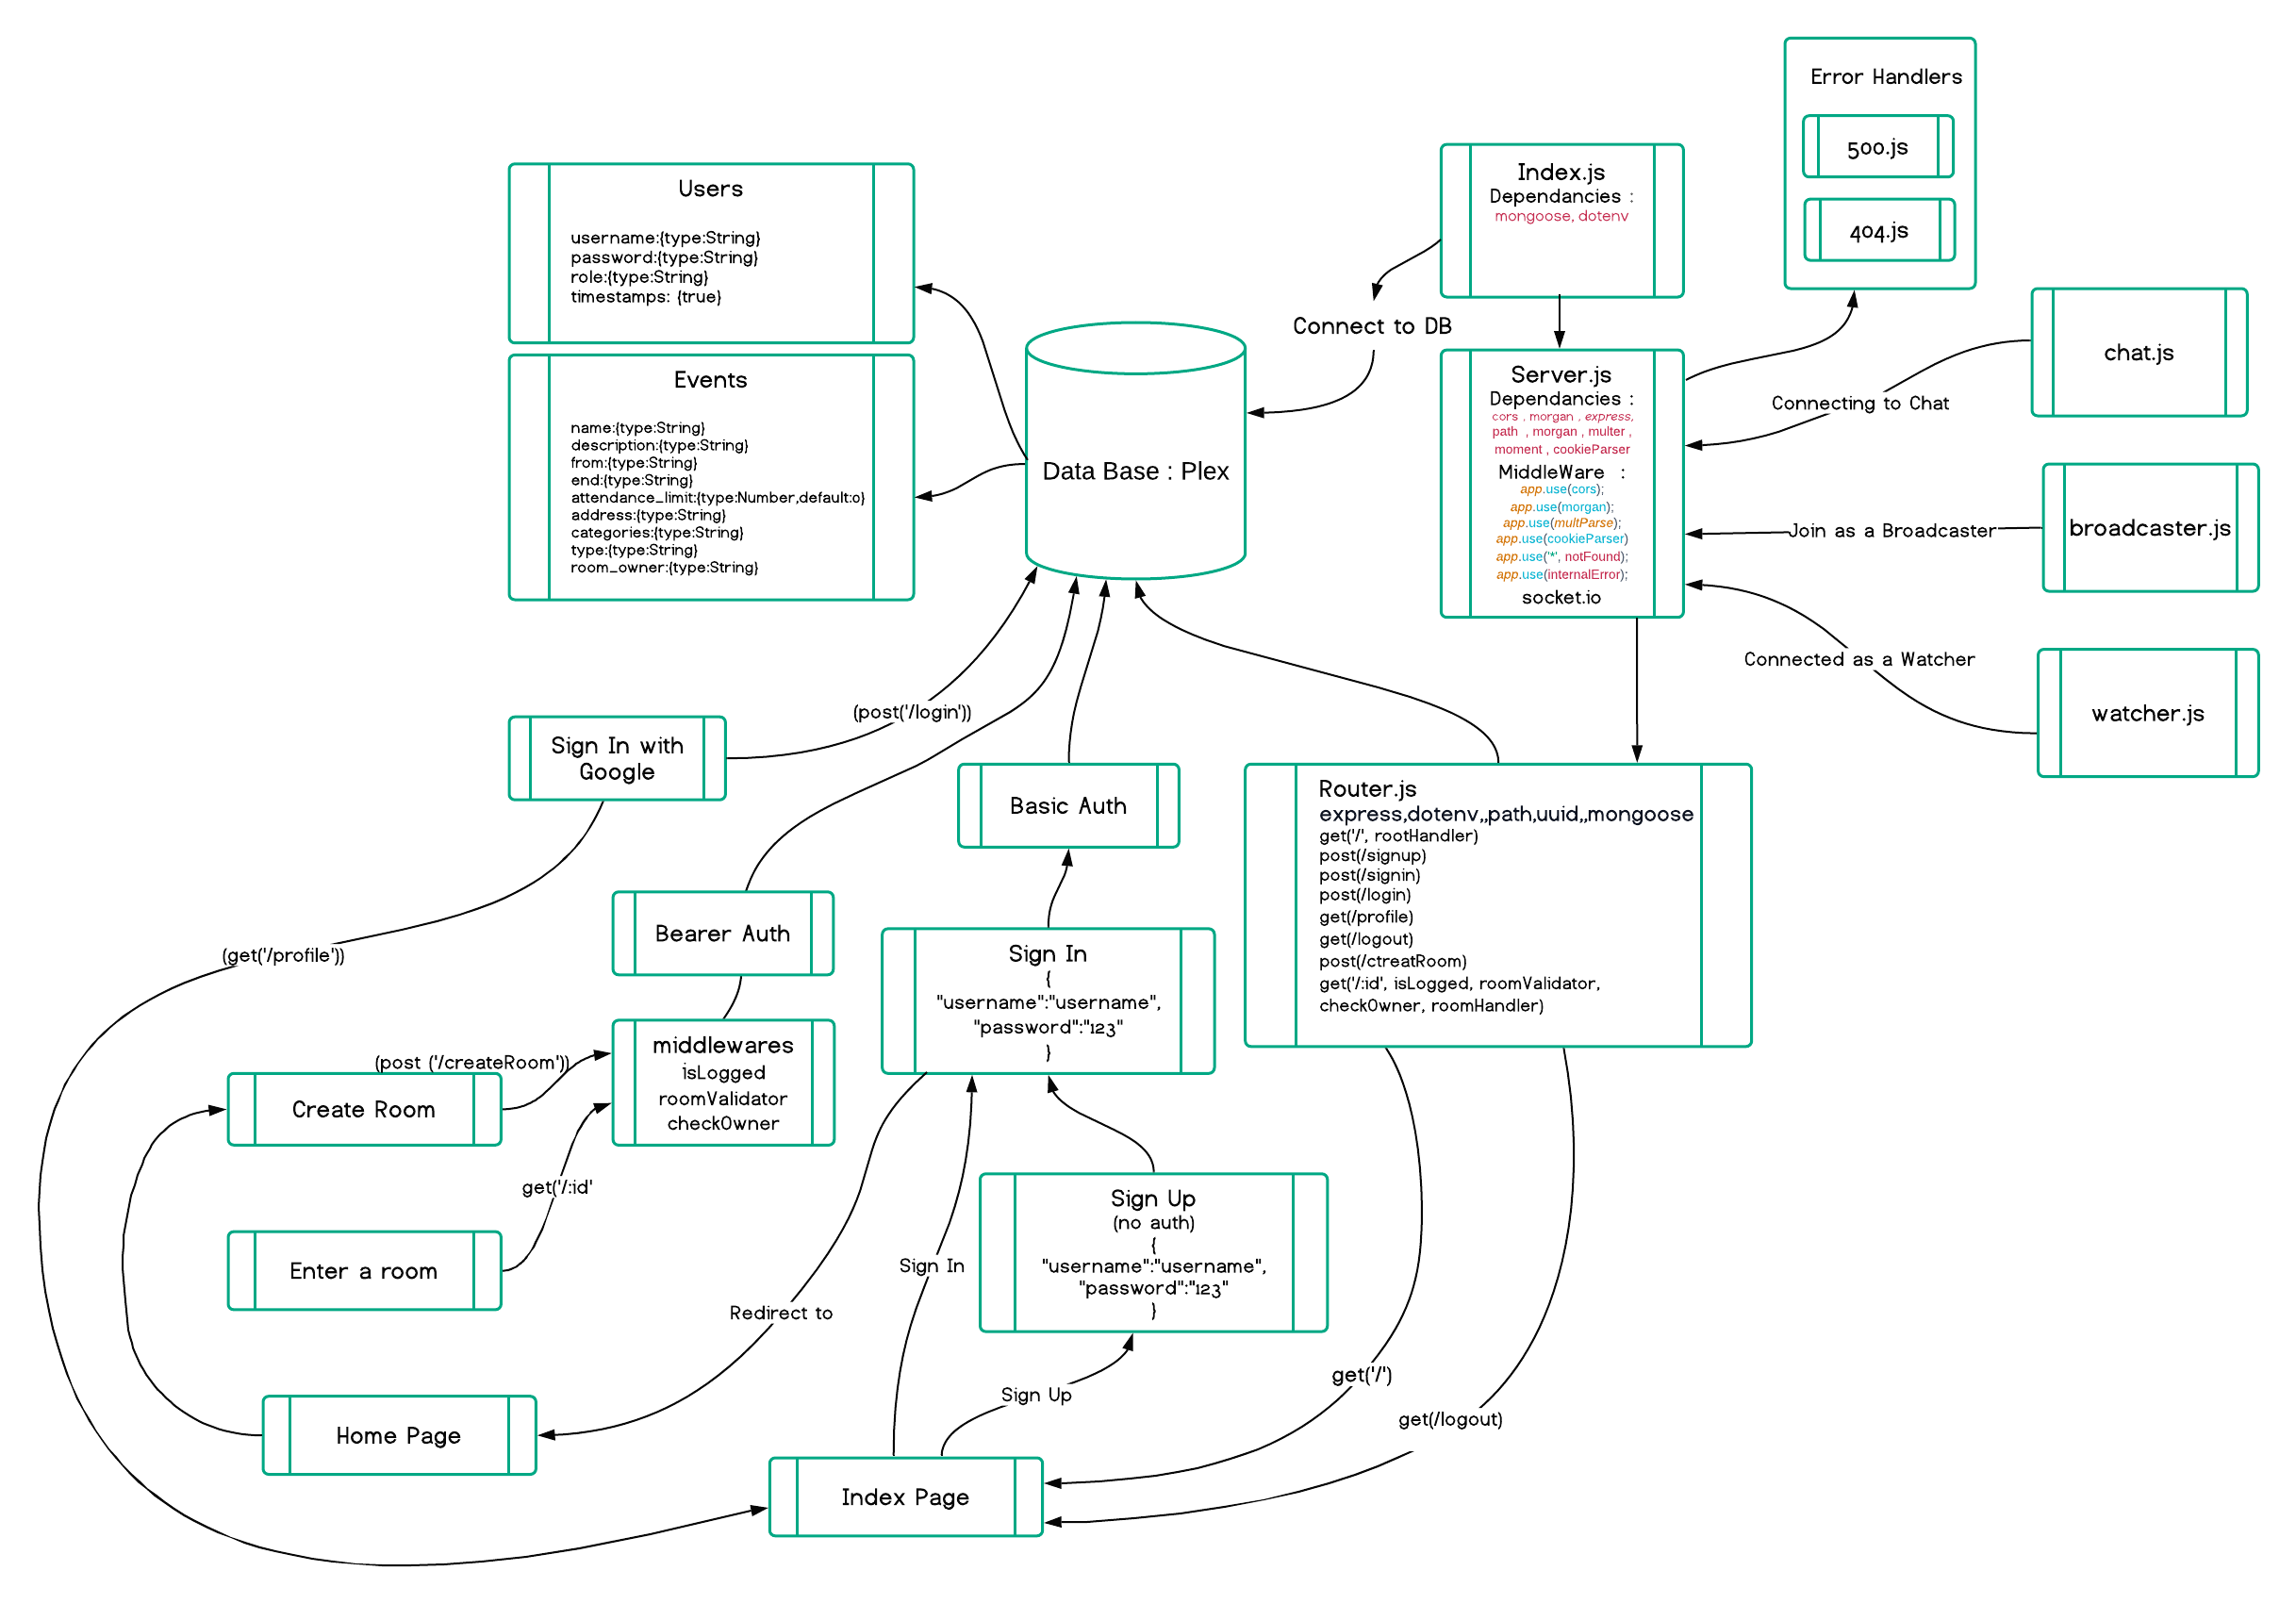 Error Handlers
500.js
404.js
Index.js
Dependancies :
mongoose, dotenv
Users
username:{type:String}
password:{type:String}
role:{type:String}
timestamps: {true}
Connect to DB
chat.js
Connecting to Chat
Events
name:{type:String}
description:{type:String}
from:{type:String}
end:{type:String}
attendance_limit:{type:Number,default:0}
address:{type:String}
categories:{type:String}
type:{type:String}
room_owner:{type:String}
Data Base : Plex
Server.js
Dependancies :
cors , morgan , express,
path , morgan , multer ,
moment , cookieParser
MiddleWare :
app.use(cors);
app.use(morgan);
app.use(multParse);
app.use(cookieParser)
app.use('*', notFound);
app.use(internalError);
socket.io
Join as a Broadcaster
broadcaster.js
Connected as a Watcher
watcher.js
(post('/login'))
Sign In with
Google
Basic Auth
Router.js
express,dotenv,,path,uuid,,mongoose
get('/', rootHandler)
post(/signup)
post(/signin)
post(/login)
get(/profile)
get(/logout)
post(/ctreatRoom)
get('/:id', isLogged, roomValidator,
checkOwner, roomHandler)
Bearer Auth
(get('/profile'))
Sign In
{
"username":"username",
"password":"123"
}
middlewares
isLogged
roomValidator
checkOwner
(post ('/createRoom'))
Create Room
get('/:id'
Enter a room
Sign Up
(no auth)
{
"username":"username",
"password":"123"
}
Sign In
Redirect to
Sign Up
get('/')
get(/logout)
Home Page
Index Page